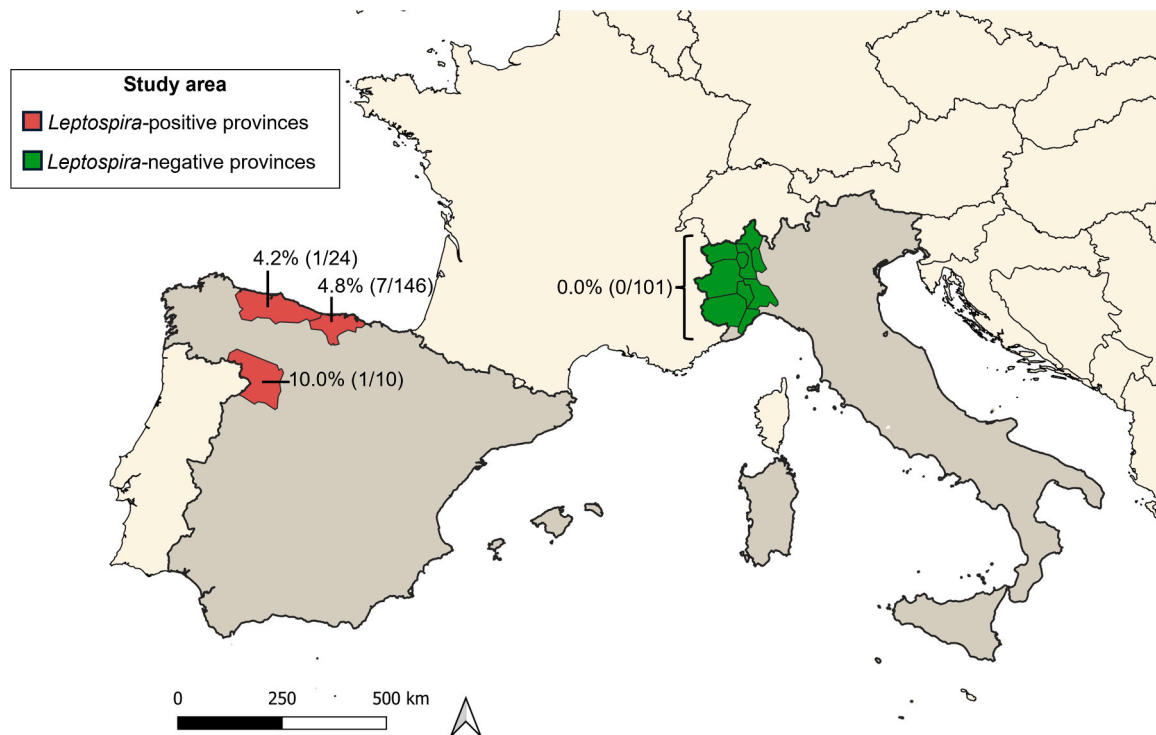 Study area
Leptospira-positive provinces
Leptospira-negative provinces
4.2% (1/24)
4.8% (7/146)
0.0% (0/101)
10.0% (1/10)
0 250 500 km